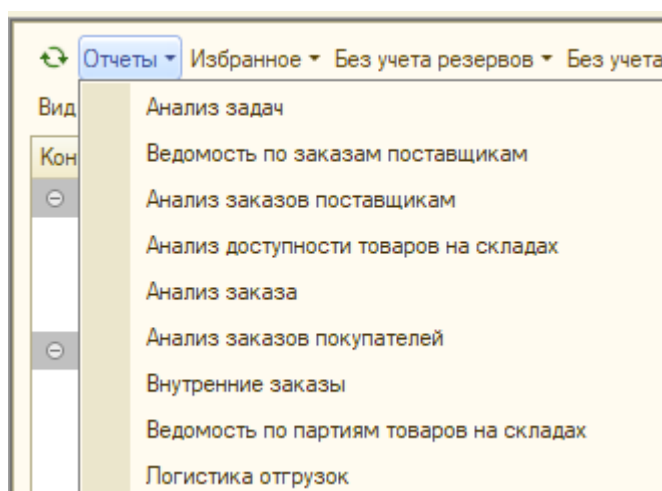 Отчеты Избранное Без учета резервов Без учета
Вид
Анализ задач
Кон
Ведомость по заказам поставщикам
Анализ заказов поставщикам
Анализ доступности товаров на складах
Анализ заказа
Анализ заказов покупателей
Внутренние заказы
Ведомость по партиям товаров на складах
Логистика отгрузок